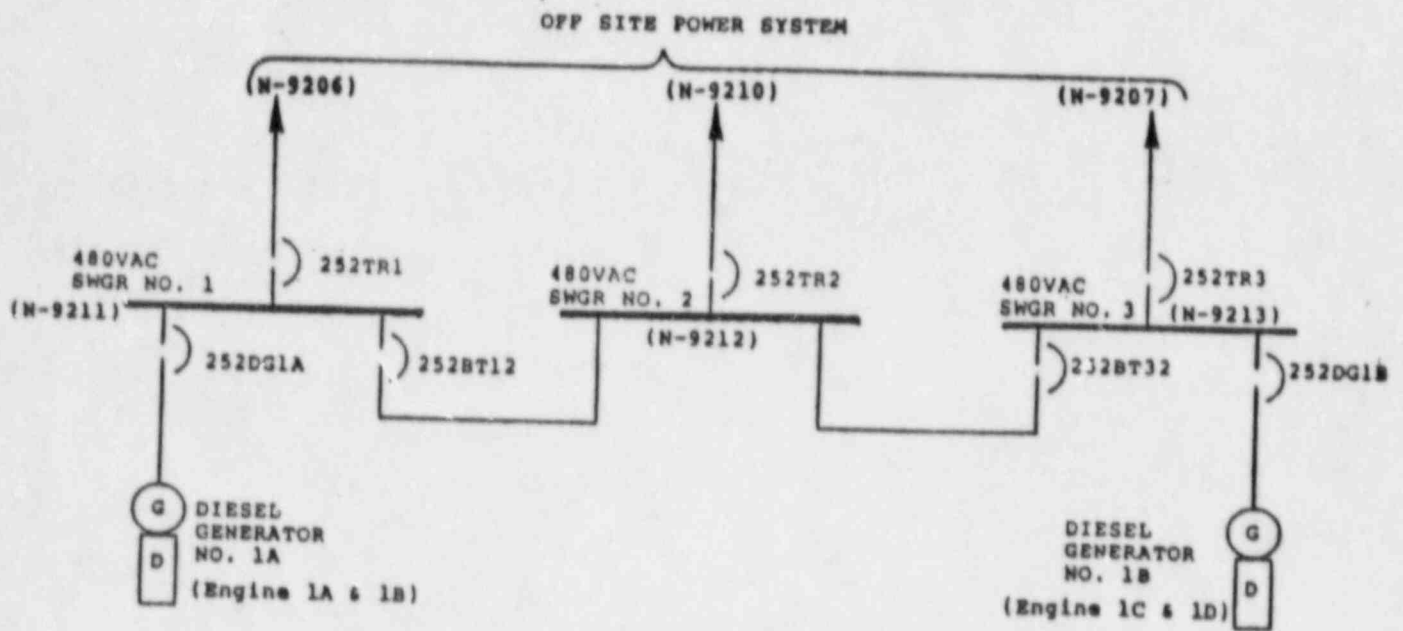 OFF SITE POWER SYSTEM
(N-9206)
(N-9210)
(N-9207)
480VAC
SWGR NO. 1
252TR1
480VAC
SWGR NO. 2
252TR2
480VAC
SWGR NO. 3
252TR3
(N-9211)
(N-9212)
(N-9213)
252DG1A
252BT12
232BT32
252DG1B
G
D
DIESEL
GENERATOR
NO. 1A
(Engine 1A & 1B)
DIESEL
GENERATOR
NO. 1B
(Engine 1C & 1D)
G
D